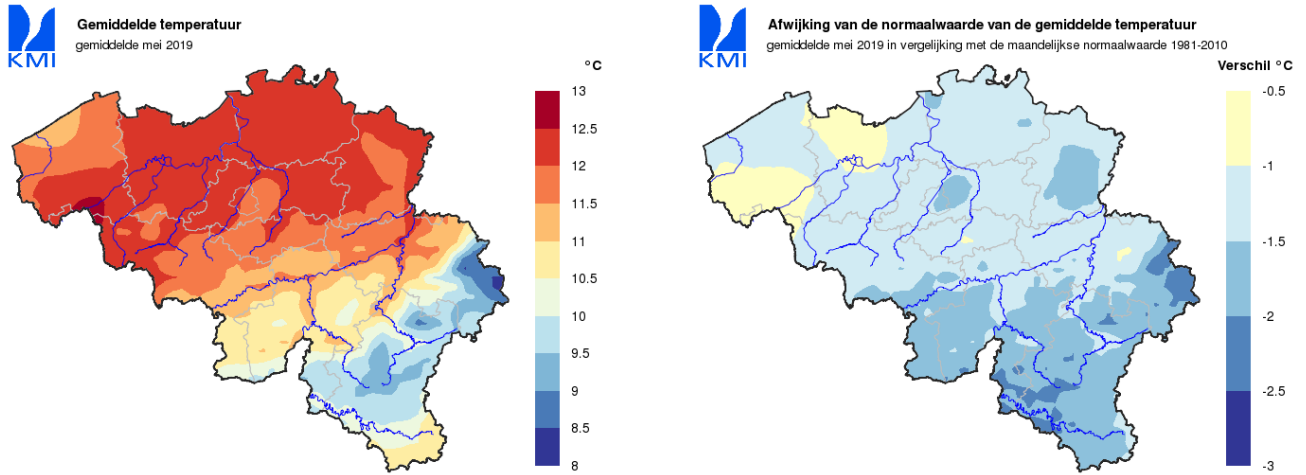 Gemiddelde temperatuur
gemiddelde mei 2019
KMI
°C
13
12.5
12
11.5
11
10.5
10
9.5
9
8.5
8
Afwijking van de normaalwaarde van de gemiddelde temperatuur
gemiddelde mei 2019 in vergelijking met de maandelijkse normaalwaarde 1981-2010
KMI
Verschil °C
-0.5
-1
-1.5
-2
-2.5
-3